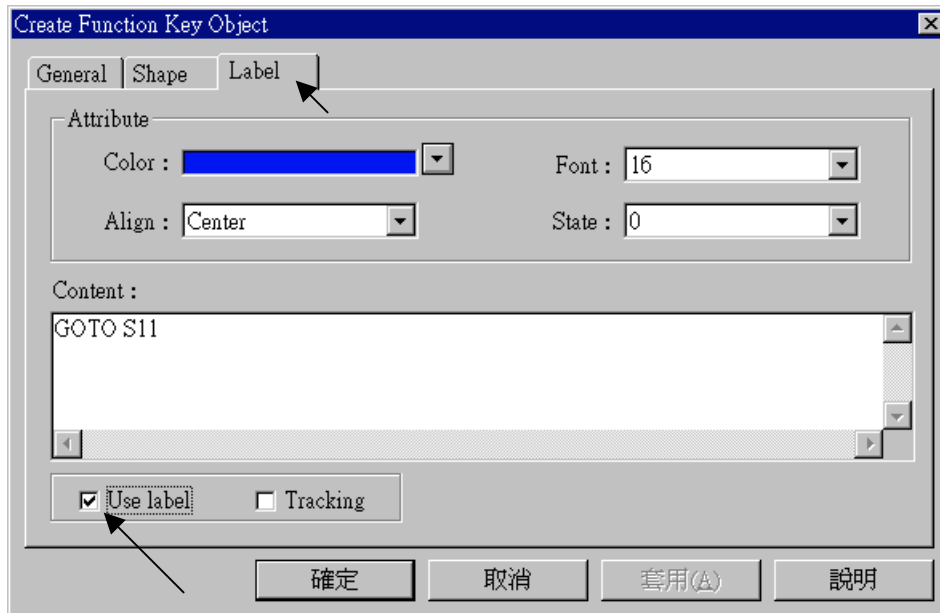 Create Function Key Object
General Shape Label
Attribute
Color : Font : 16
Align : Center State : 0
Content :
GOTO S11
Use label Tracking
確定 取消 套用(A) 說明